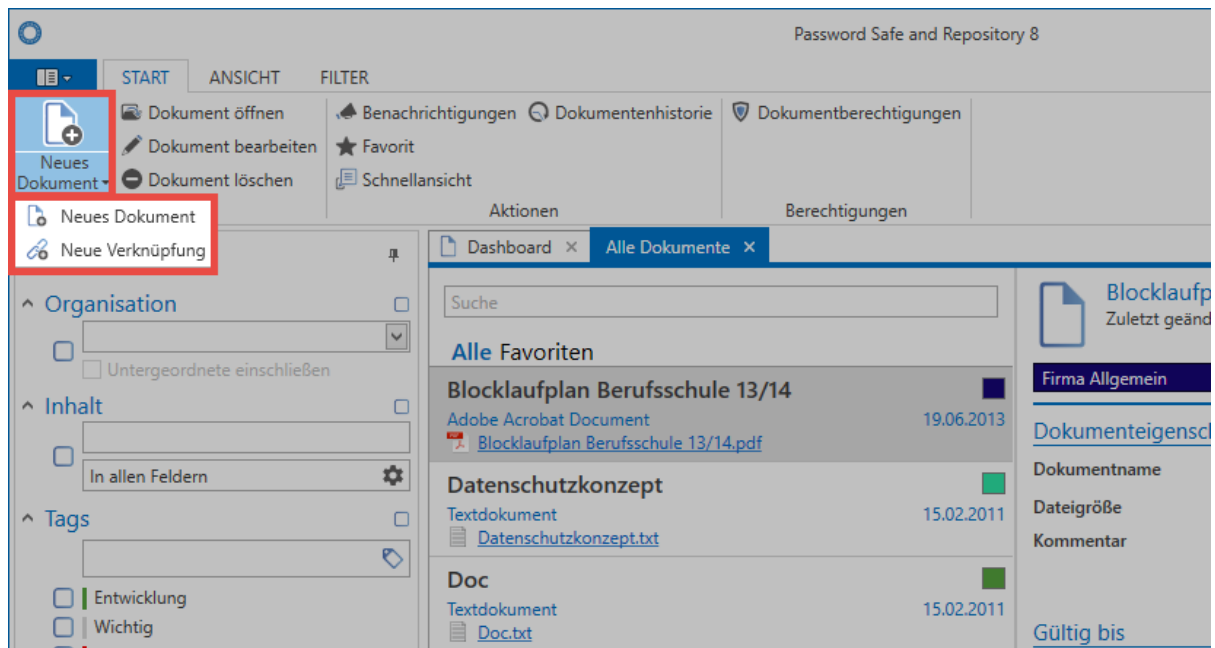 Password Safe and Repository 8
START ANSICHT FILTER
Neues
Dokument
Dokument öffnen
Dokument bearbeiten
Dokument löschen
Benachrichtigungen Dokumentenhistorie
Favorit
Schnellansicht
Aktionen
Dokumentberechtigungen
Berechtigungen
Neues Dokument
Neue Verknüpfung
Organisation
Untergeordnete einschließen
Inhalt
In allen Feldern
Tags
Entwicklung
Wichtig
Dashboard Alle Dokumente
Suche
Alle Favoriten
Blocklaufplan Berufsschule 13/14
Adobe Acrobat Document 19.06.2013
Blocklaufplan Berufsschule 13/14.pdf
Datenschutzkonzept
Textdokument 15.02.2011
Datenschutzkonzept.txt
Doc
Textdokument 15.02.2011
Doc.txt
Blocklaufp
Zuletzt geänd
Firma Allgemein
Dokumenteigensch
Dokumentname
Dateigröße
Kommentar
Gültig bis